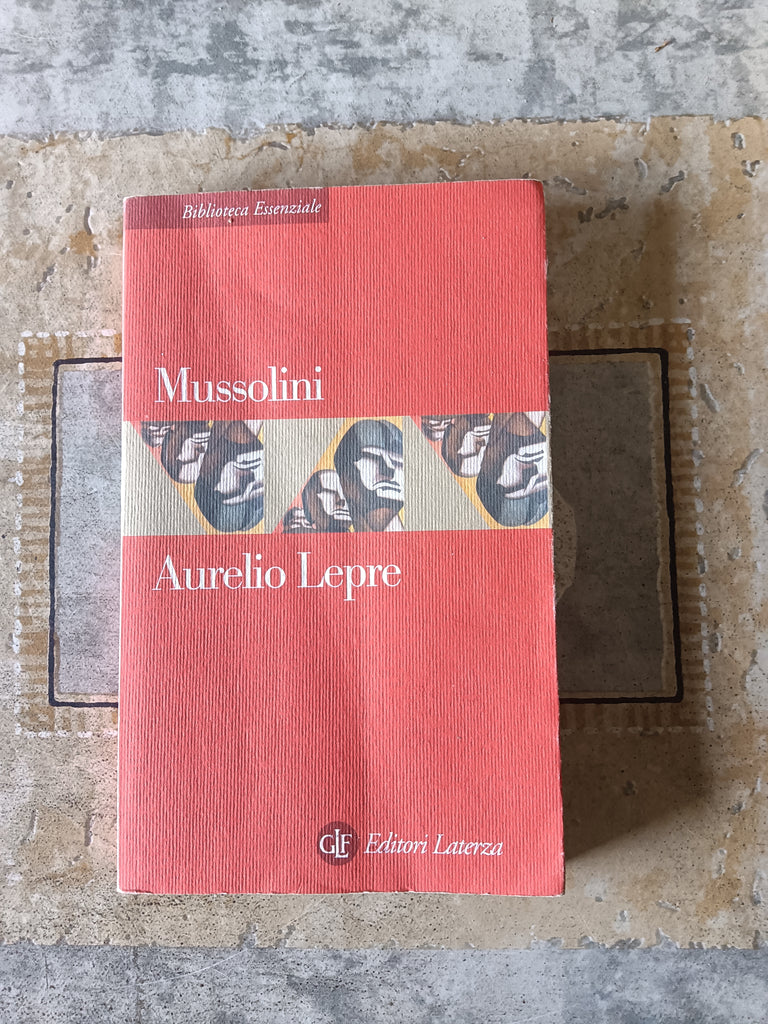 Biblioteca Essenziale
Mussolini
Aurelio Lepre
GLF Editori Laterza